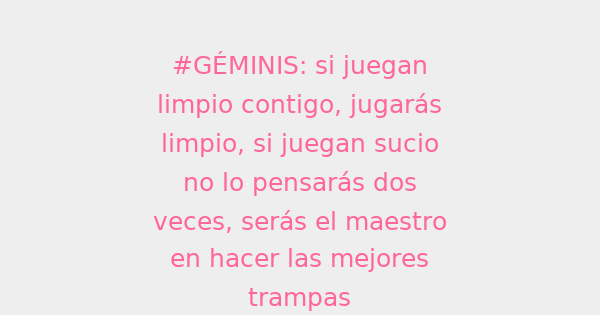 #GÉMINIS: si juegan
limpio contigo, jugarás
limpio, si juegan sucio
no lo pensarás dos
veces, serás el maestro
en hacer las mejores
trampas